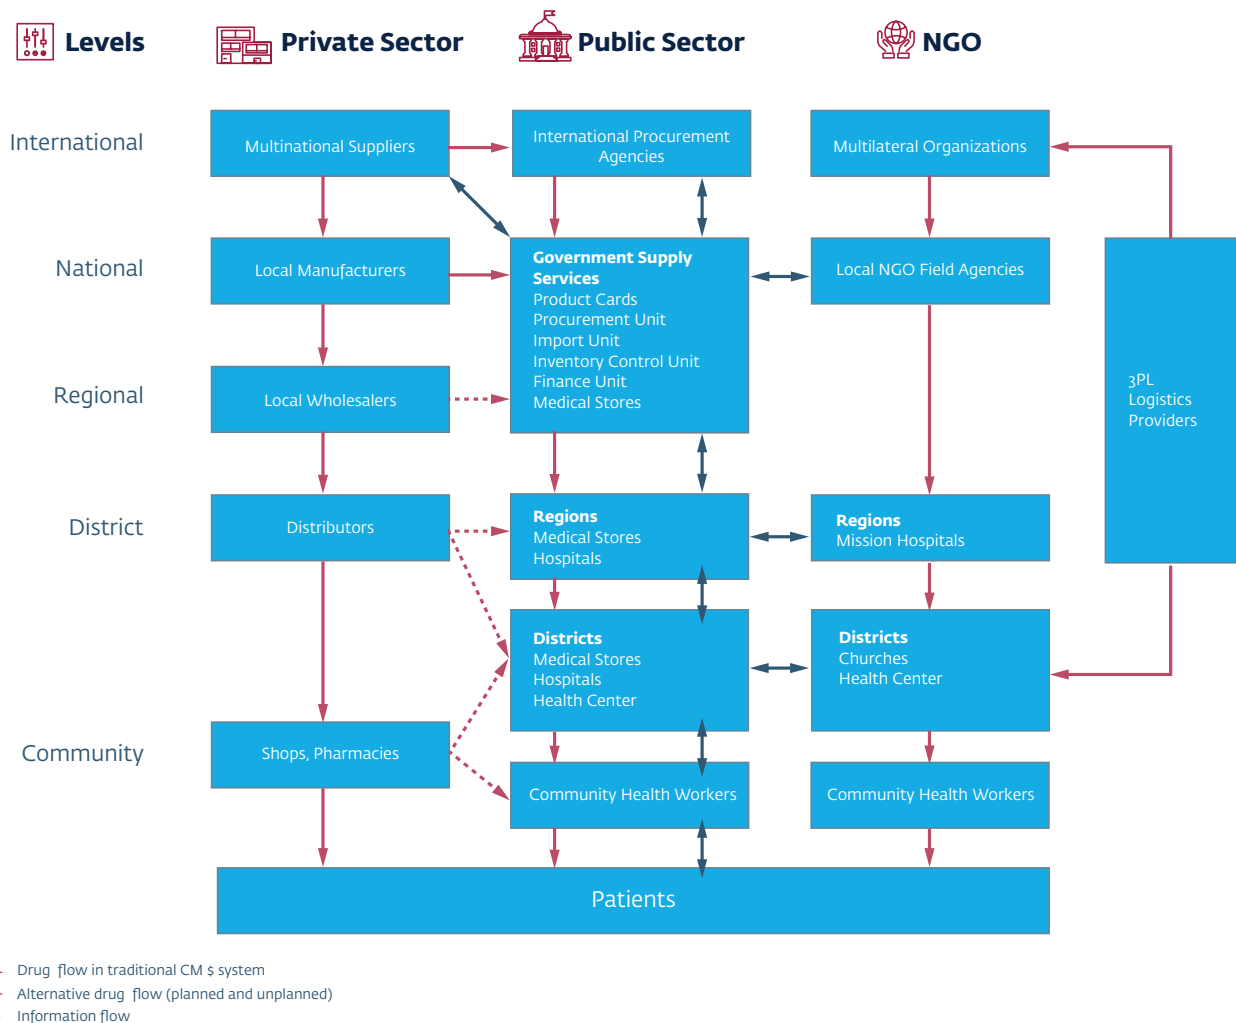 Levels
Private Sector
Public Sector
NGO
International
Multinational Suppliers
International Procurement
Agencies
Multilateral Organizations
National
Local Manufacturers
Government Supply
Services
Product Cards
Procurement Unit
Import Unit
Inventory Control Unit
Finance Unit
Medical Stores
Local NGO Field Agencies
Regional
Local Wholesalers
3PL
Logistics
Providers
District
Distributors
Regions
Medical Stores
Hospitals
Regions
Mission Hospitals
Districts
Medical Stores
Hospitals
Health Center
Districts
Churches
Health Center
Community
Shops, Pharmacies
Community Health Workers
Community Health Workers
Patients
Drug flow in traditional CM $ system
Alternative drug flow (planned and unplanned)
Information flow